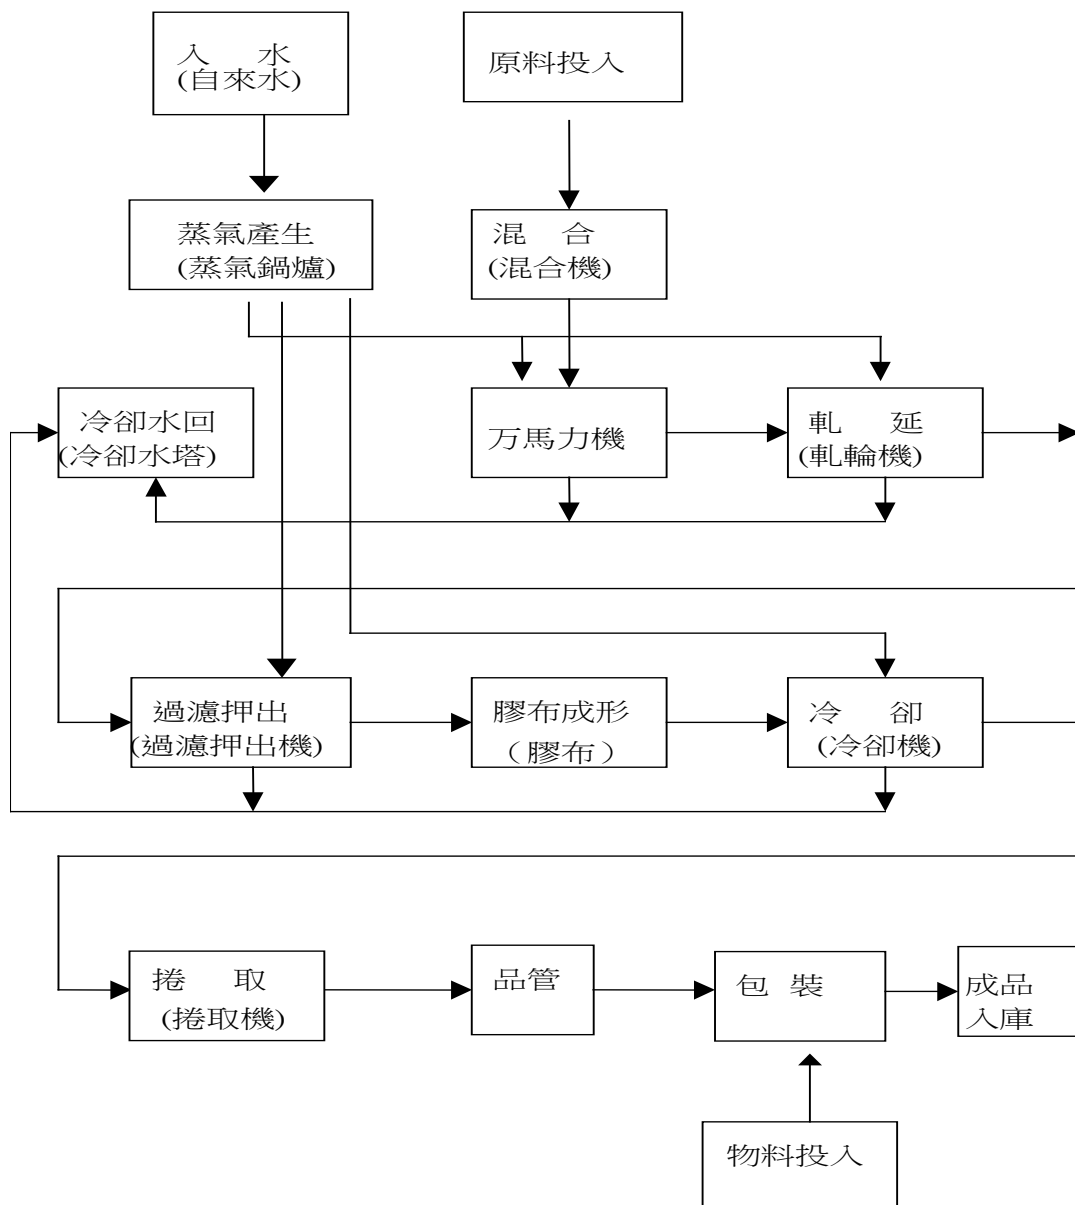 入 水
(自來水)
原料投入
蒸氣產生
(蒸氣鍋爐)
混 合
(混合機)
冷卻水回
(冷卻水塔)
万馬力機
軋 延
(軋輪機)
過濾押出
(過濾押出機)
膠布成形
（膠布）
冷 卻
(冷卻機)
捲 取
(捲取機)
品管
包 裝
成品
入庫
物料投入